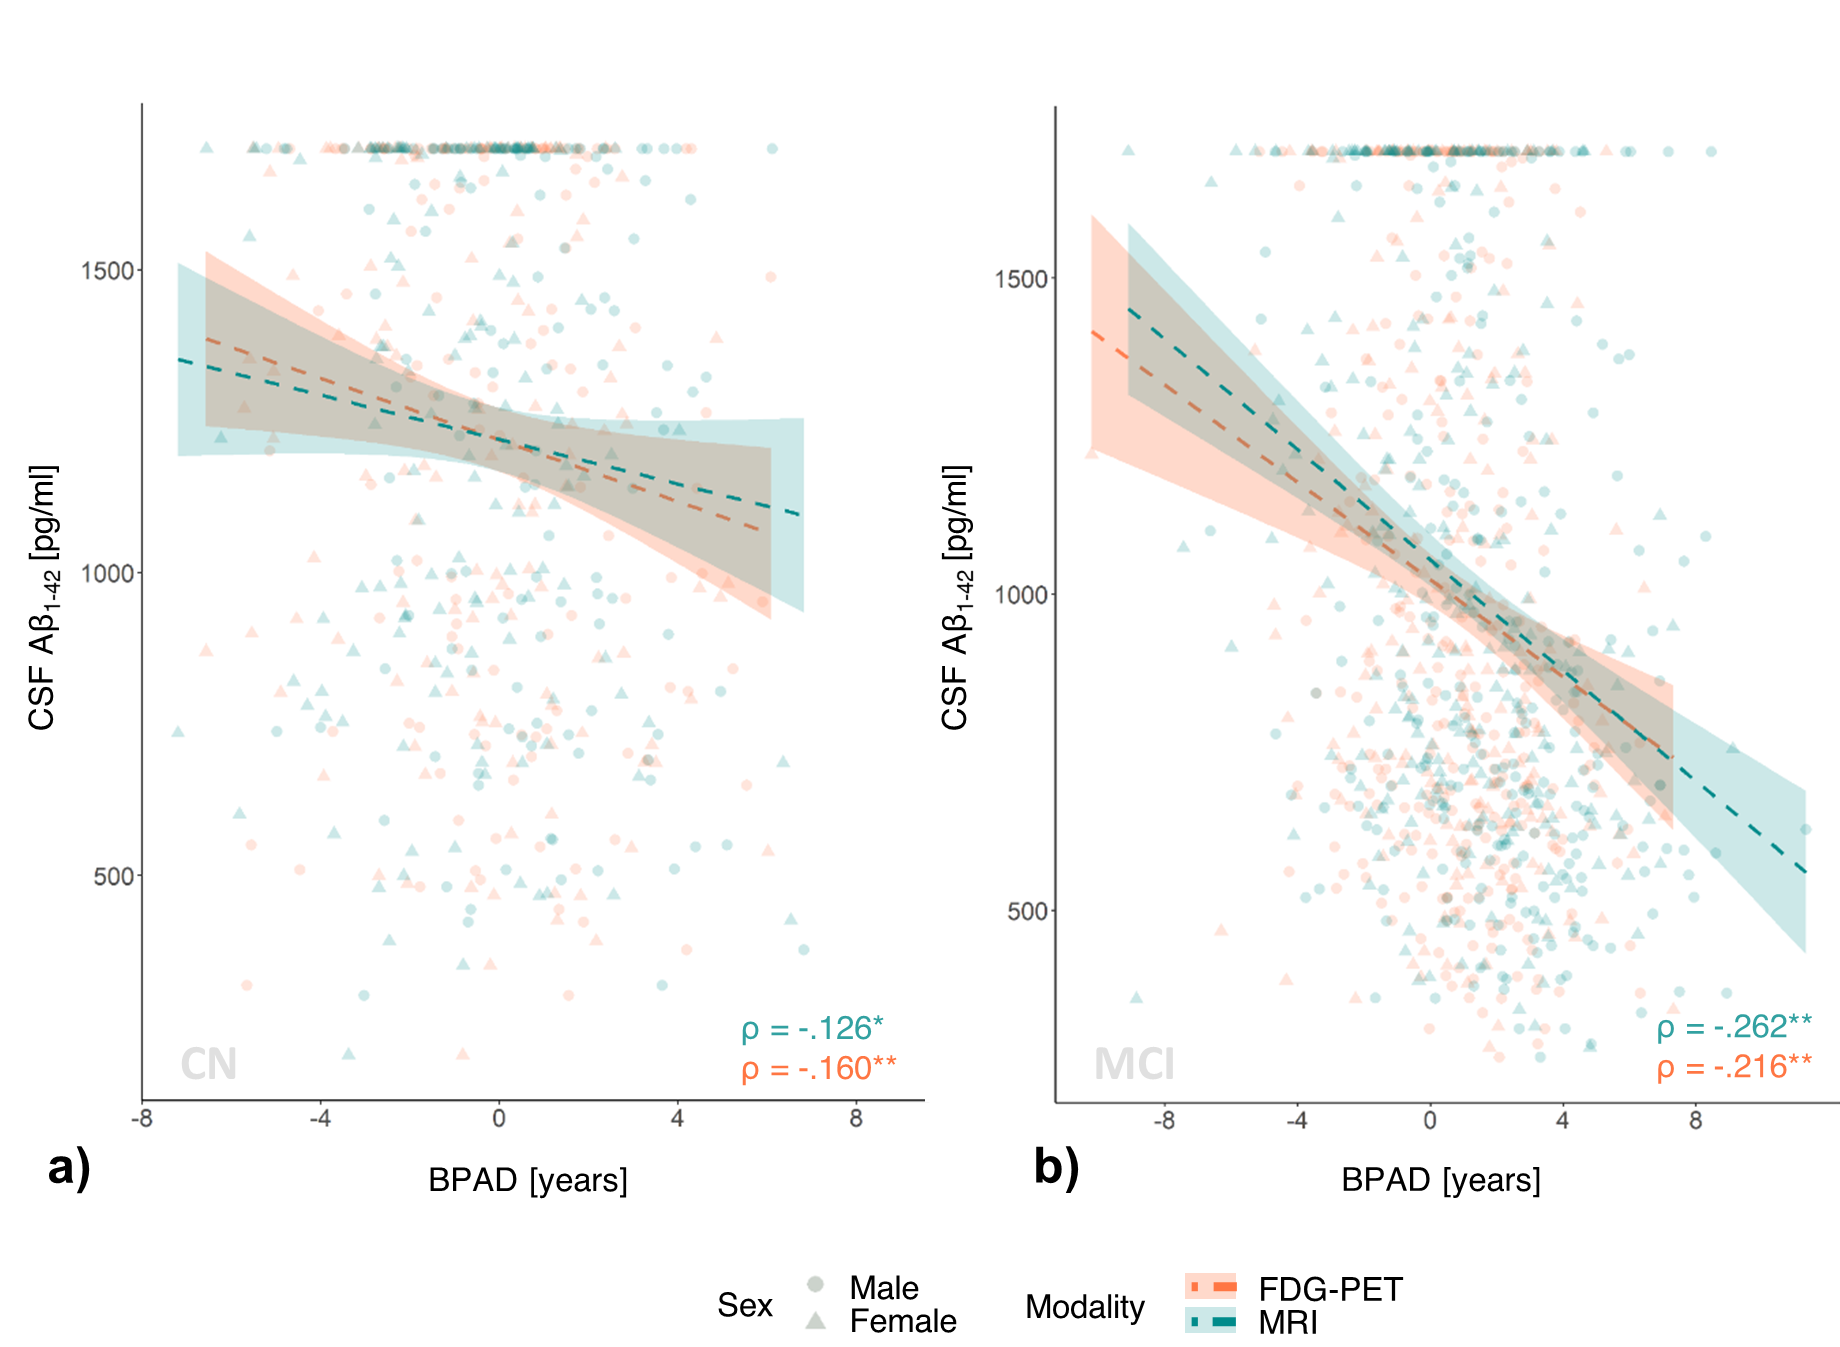 CSF Aβ1-42 [pg/ml]
1500
1000
500
-8
-4
0
4
8
CN
ρ = -.126*
ρ = -.160**
a)
BPAD [years]
CSF Aβ1-42 [pg/ml]
1500
1000
500
-8
-4
0
4
8
MCI
ρ = -.262**
ρ = -.216**
b)
BPAD [years]
Sex
Male
Female
Modality
FDG-PET
MRI